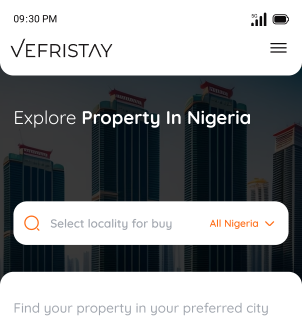 09:30 PM
5G
VEFRISTAY
Explore Property In Nigeria
Select locality for buy
All Nigeria
Find your property in your preferred city